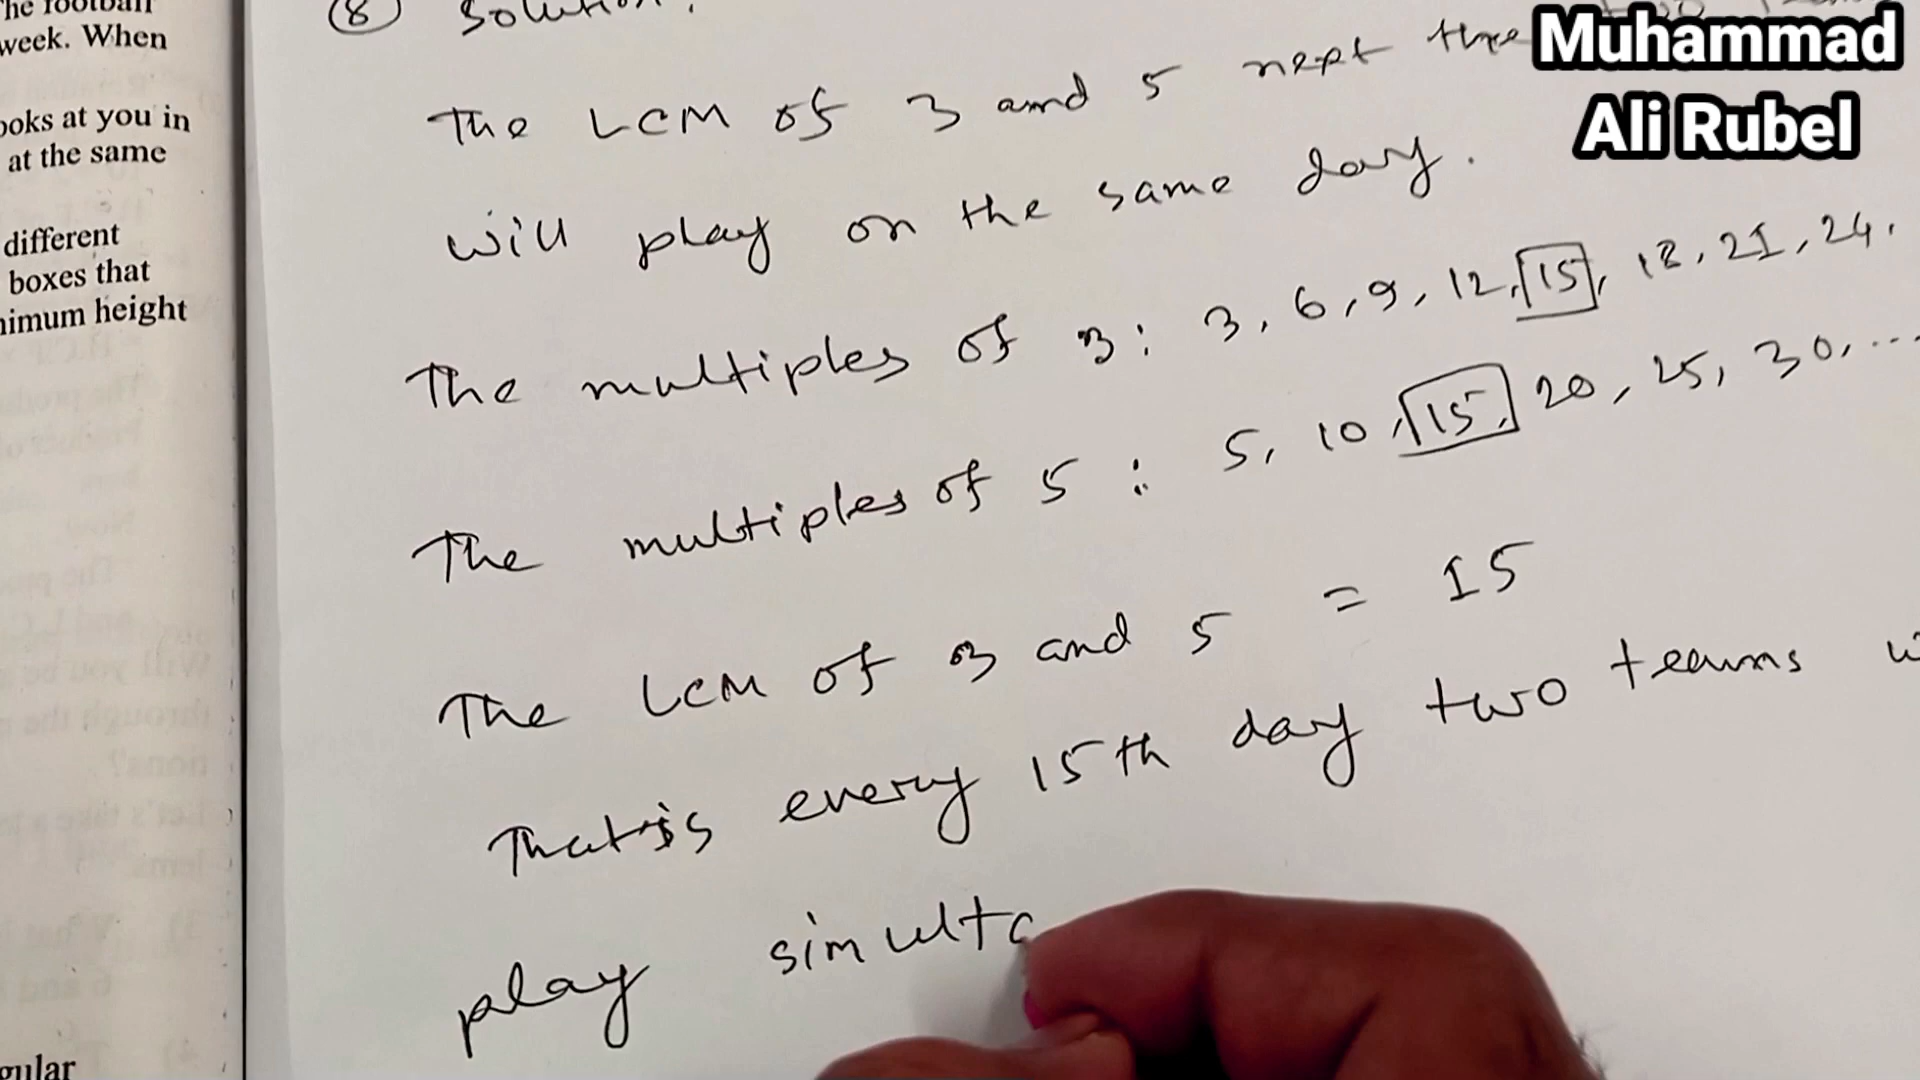 he football
week. When
ooks at you in
at the same
different
boxes that
nimum height
gular
Muhammad
Ali Rubel
(8) Solution:
The LCM of 3 and 5 next the two
will play on the same day.
The multiples of 3 : 3, 6, 9, 12, 15, 18, 21, 24.
The multiples of 5 : 5, 10, 15, 20, 25, 30, ...
The LCM of 3 and 5 = 15
That is every 15th day two teams w
play simulta